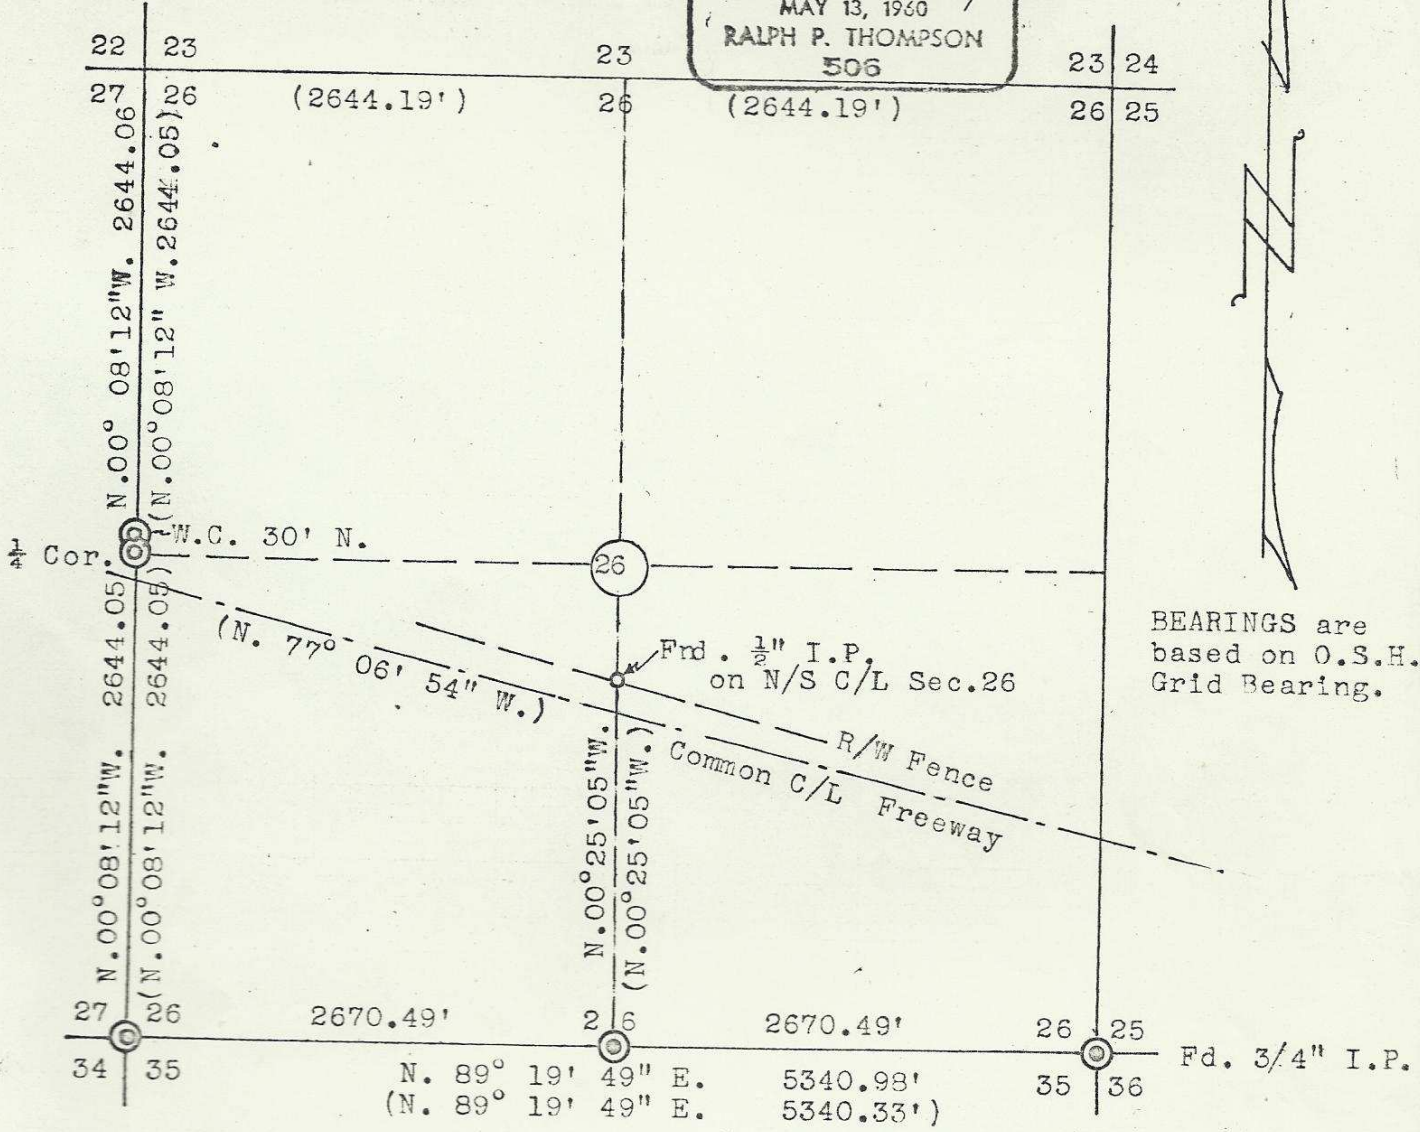 MAY 13, 1960
RALPH P. THOMPSON
506
22 23
23
23 24
27 26
(2644.19')
26
(2644.19')
26 25
N.00° 08'12"W. 2644.06
(N.00°08'12" W.2644.05)
W.C. 30' N.
¼ Cor.
26
(N. 77° 06' 54" W.)
Fnd. ½" I.P.
on N/S C/L Sec.26
BEARINGS are
based on O.S.H.
Grid Bearing.
R/W Fence
Common C/L Freeway
N.00°08'12"W. 2644.05
(N.00°08'12"W. 2644.05)
N.00°25'05"W.
(N.00°25'05"W.)
27 26
2670.49'
2 6
2670.49'
26 25
Fd. 3/4" I.P.
34 35
N. 89° 19' 49" E. 5340.98'
35 36
(N. 89° 19' 49" E. 5340.33')